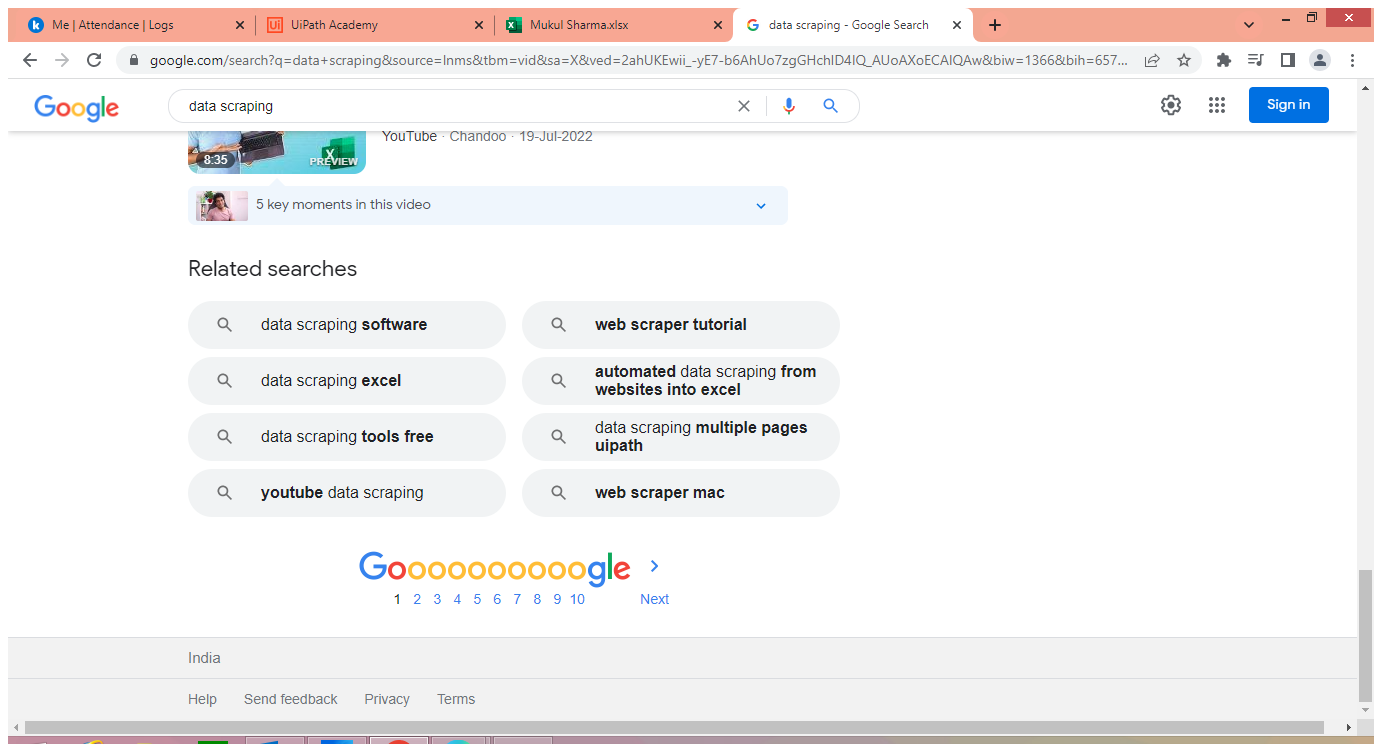 Me | Attendance | Logs
UiPath Academy
Mukul Sharma.xlsx
data scraping - Google Search
google.com/search?q=data+scraping&source=lnms&tbm=vid&sa=X&ved=2ahUKEwii_-yE7-b6AhUo7zgGHchID4IQ_AUoAXoECAIQAw&biw=1366&bih=657...
Google
data scraping
Sign in
YouTube · Chandoo · 19-Jul-2022
8:35
PREVIEW
5 key moments in this video
Related searches
data scraping software
web scraper tutorial
data scraping excel
automated data scraping from
websites into excel
data scraping tools free
data scraping multiple pages
uipath
youtube data scraping
web scraper mac
Goooooooooogle
1 2 3 4 5 6 7 8 9 10 Next
India
Help Send feedback Privacy Terms